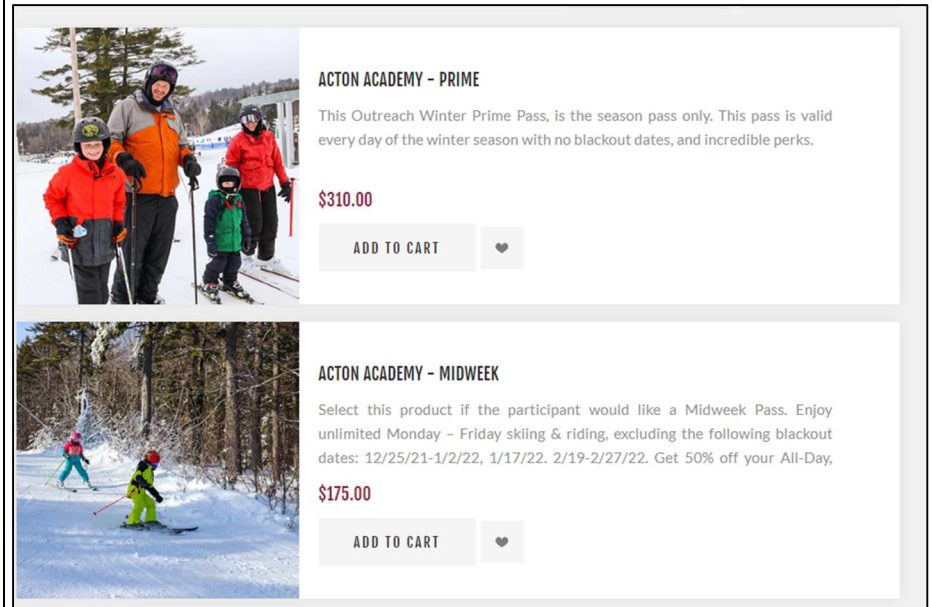 ACTON ACADEMY - PRIME
This Outreach Winter Prime Pass, is the season pass only. This pass is valid
every day of the winter season with no blackout dates, and incredible perks.
$310.00
ADD TO CART
ACTON ACADEMY - MIDWEEK
Select this product if the participant would like a Midweek Pass. Enjoy
unlimited Monday – Friday skiing & riding, excluding the following blackout
dates: 12/25/21-1/2/22, 1/17/22. 2/19-2/27/22. Get 50% off your All-Day,
$175.00
ADD TO CART